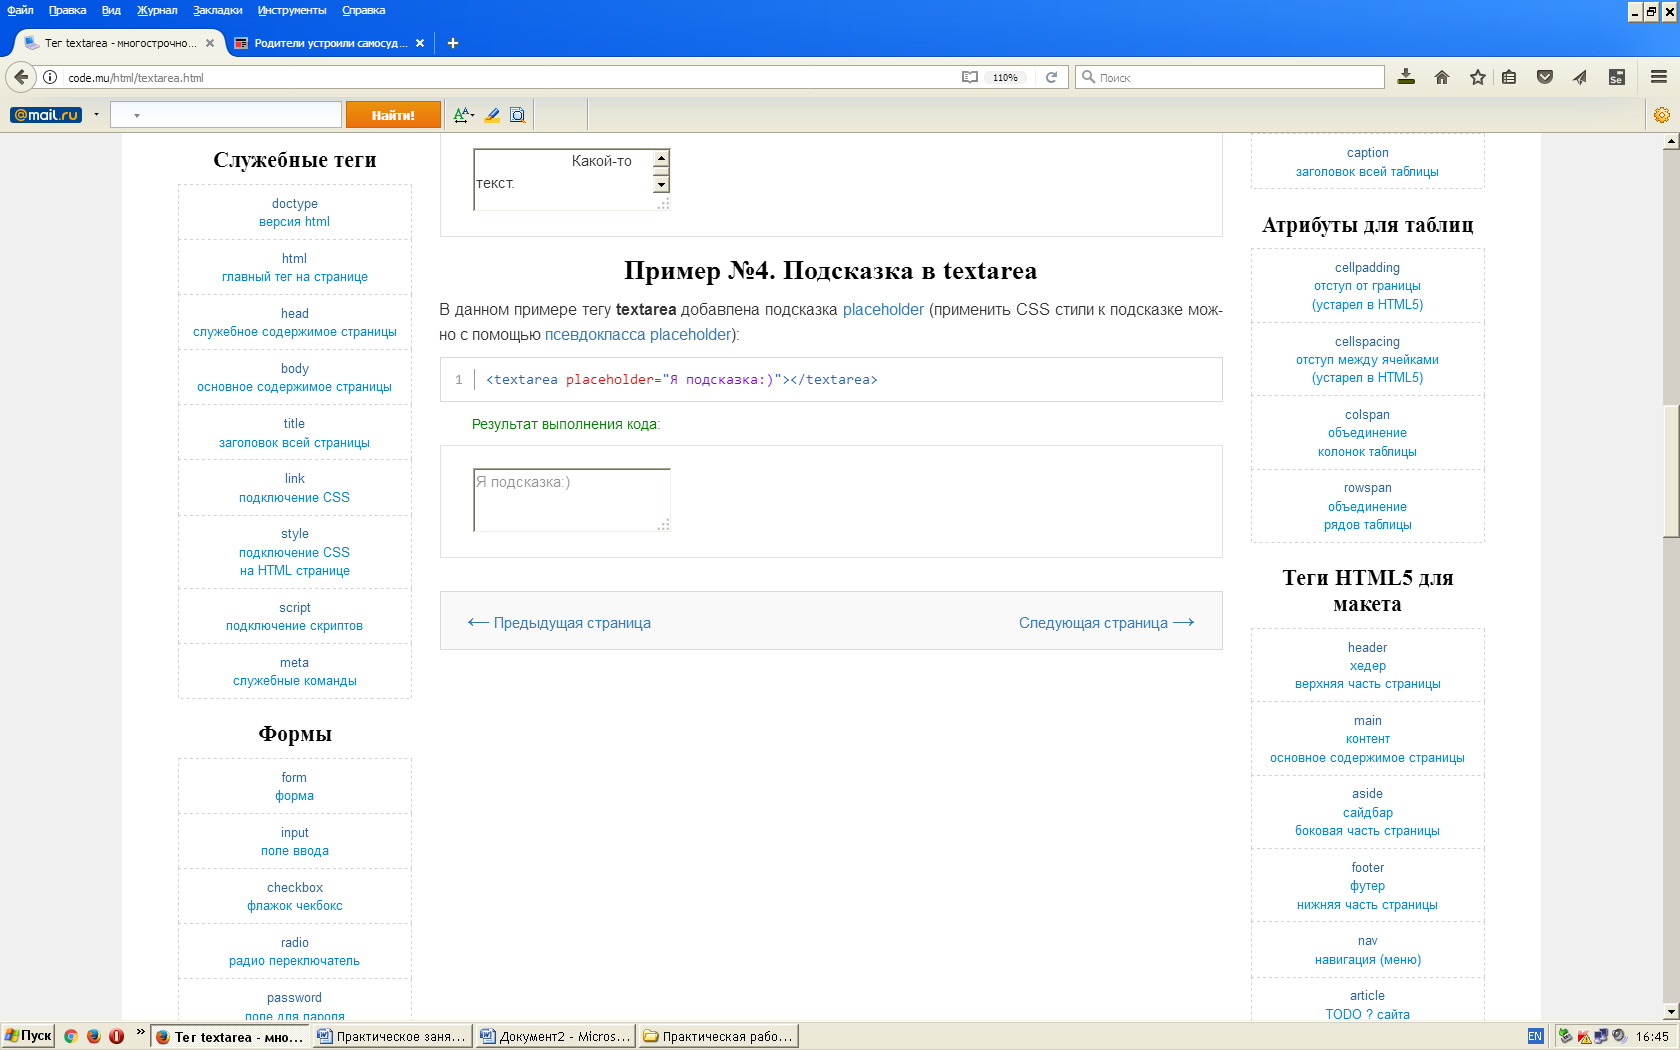 Файл Правка Вид Журнал Закладки Инструменты Справка
Тег textarea - многострочно...
Родители устроили самосуд...
code.mu/html/textarea.html
110%
Поиск
@mail.ru
Найти!
Служебные теги
doctype
версия html
html
главный тег на странице
head
служебное содержимое страницы
body
основное содержимое страницы
title
заголовок всей страницы
link
подключение CSS
style
подключение CSS
на HTML странице
script
подключение скриптов
meta
служебные команды
Формы
form
форма
input
поле ввода
checkbox
флажок чекбокс
radio
радио переключатель
password
поле для пароля
Какой-то
текст.
Пример №4. Подсказка в textarea
В данном примере тегу textarea добавлена подсказка placeholder (применить CSS стили к подсказке мож-
но с помощью псевдокласса placeholder):
1 <textarea placeholder="Я подсказка:)"></textarea>
Результат выполнения кода:
Я подсказка:)
← Предыдущая страница
Следующая страница →
caption
заголовок всей таблицы
Атрибуты для таблиц
cellpadding
отступ от границы
(устарел в HTML5)
cellspacing
отступ между ячейками
(устарел в HTML5)
colspan
объединение
колонок таблицы
rowspan
объединение
рядов таблицы
Теги HTML5 для
макета
header
хедер
верхняя часть страницы
main
контент
основное содержимое страницы
aside
сайдбар
боковая часть страницы
footer
футер
нижняя часть страницы
nav
навигация (меню)
article
TODO ? сайта
Пуск
Тег textarea - мно...
Практическое заня...
Документ2 - Micros...
Практическая рабо...
EN
16:45